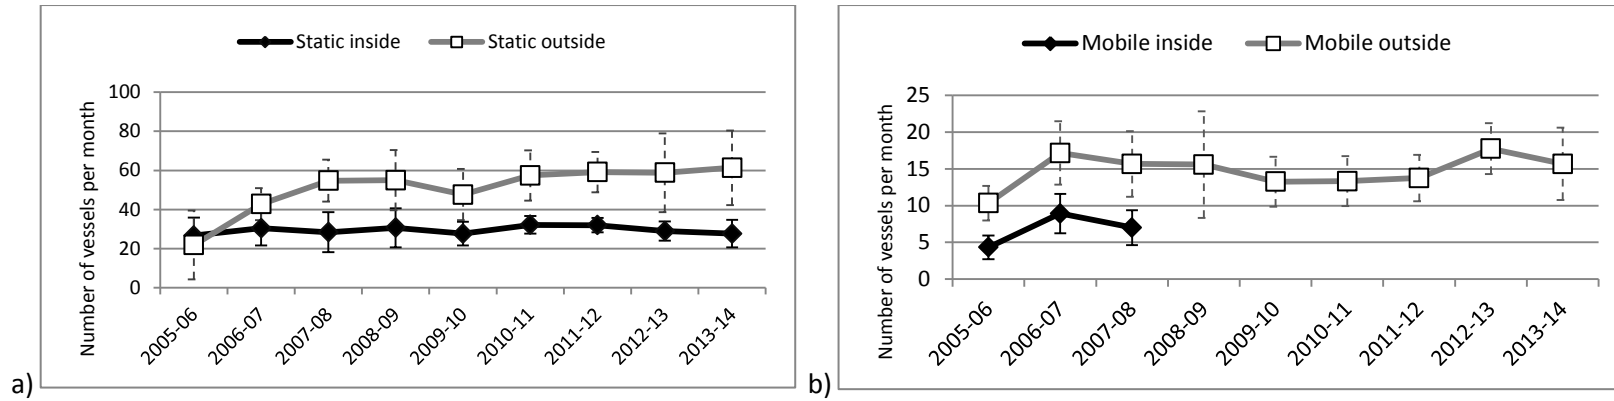 Static inside Static outside
Number of vessels per month
100
80
60
40
20
0
2005-06 2006-07 2007-08 2008-09 2009-10 2010-11 2011-12 2012-13 2013-14
a)
Mobile inside Mobile outside
Number of vessels per month
25
20
15
10
5
0
2005-06 2006-07 2007-08 2008-09 2009-10 2010-11 2011-12 2012-13 2013-14
b)